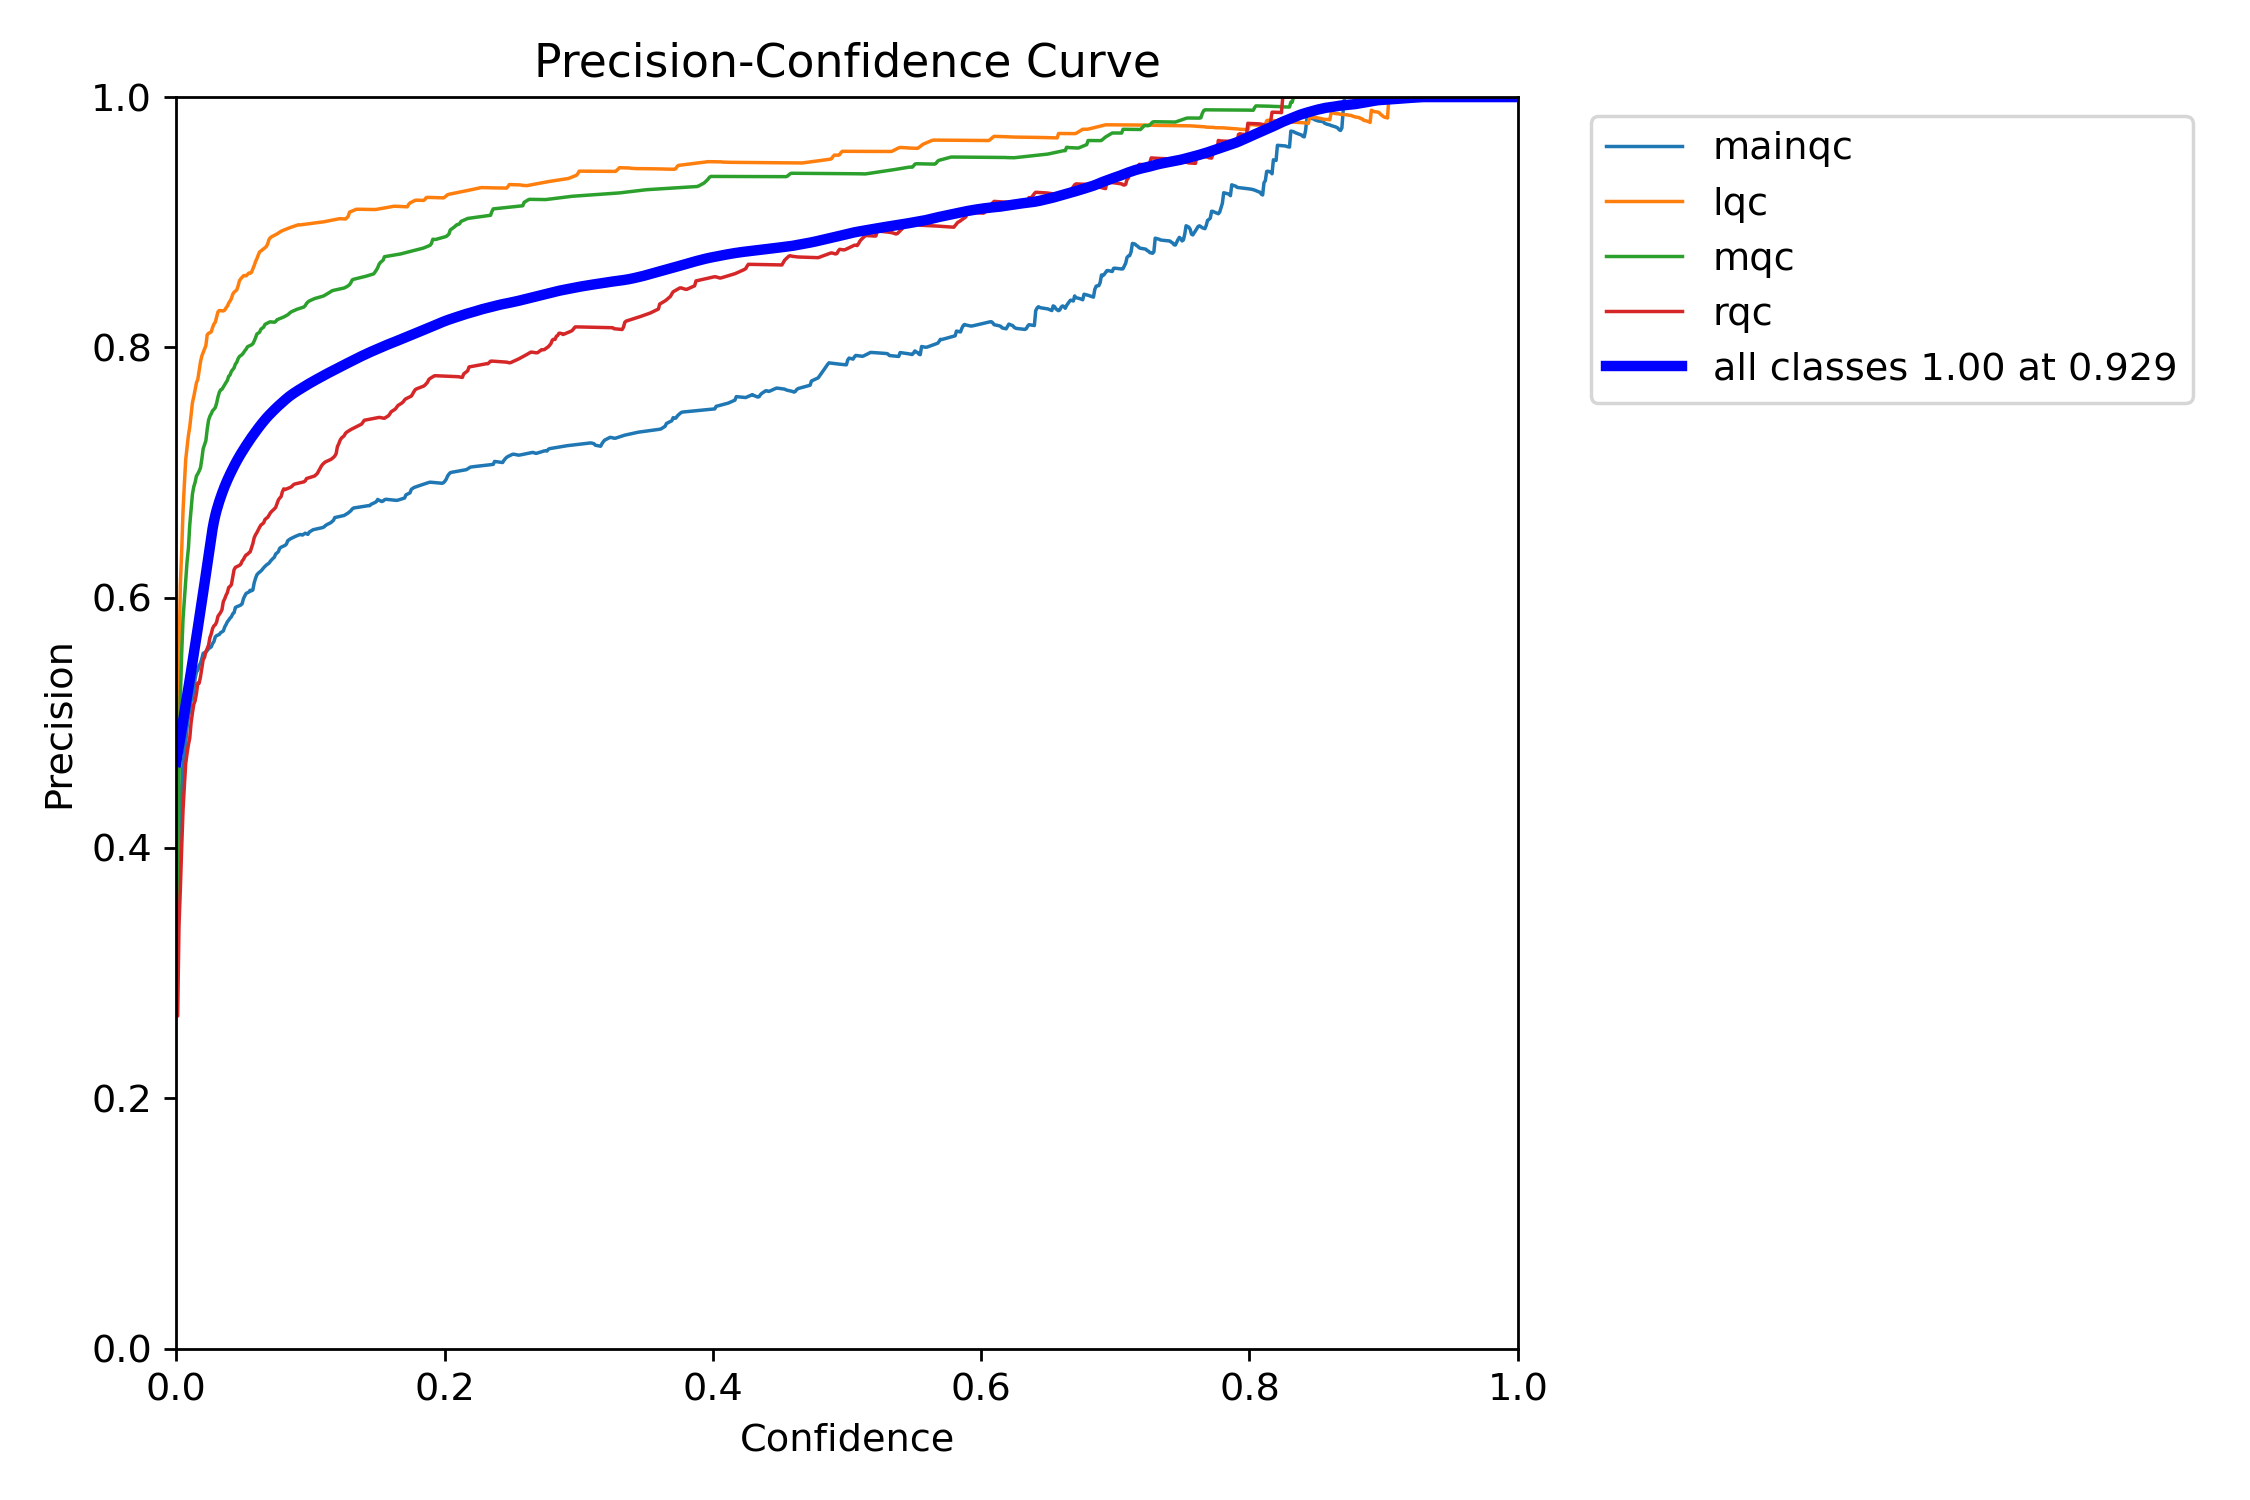 Precision-Confidence Curve
1.0
0.8
0.6
0.4
0.2
0.0
Precision
0.0 0.2 0.4 0.6 0.8 1.0
Confidence
mainqc
lqc
mqc
rqc
all classes 1.00 at 0.929